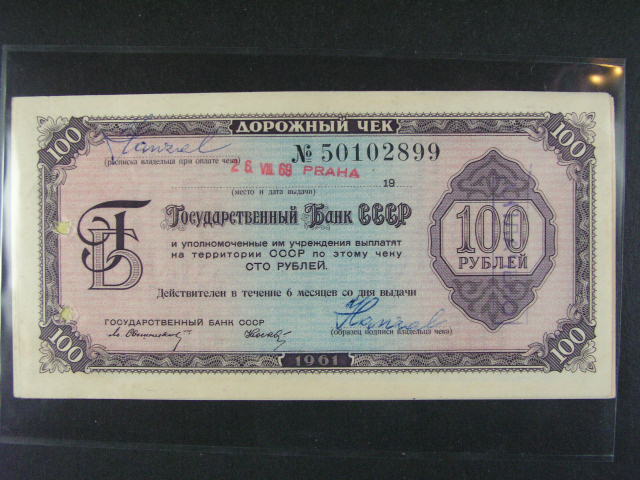 ДОРОЖНЫЙ ЧЕК
100 100
Hanzel
№ 50102899
(расписка владельца при оплате чека)
26. VIII. 69 PRAHA 19
(место и дата выдачи)
ГБ Государственный Банк СССР
и уполномоченные им учреждения выплатят
на территории СССР по этому чеку
СТО РУБЛЕЙ.
100
РУБЛЕЙ
Действителен в течение 6 месяцев со дня выдачи
ГОСУДАРСТВЕННЫЙ БАНК СССР
Hanzel
(образец подписи владельца чека)
100 1961 100